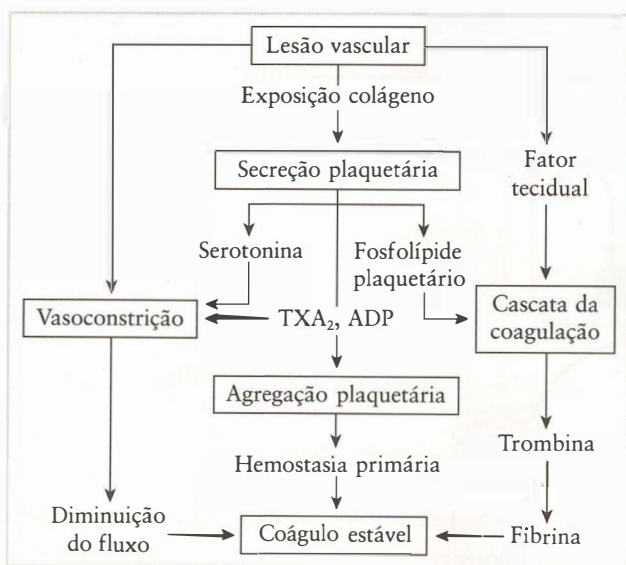 Lesão vascular
Exposição colágeno
Secreção plaquetária
Fator
tecidual
Serotonina
Fosfolípide
plaquetário
Vasoconstrição
TXA₂, ADP
Cascata da
coagulação
Agregação plaquetária
Hemostasia primária
Trombina
Diminuição
do fluxo
Coágulo estável
Fibrina